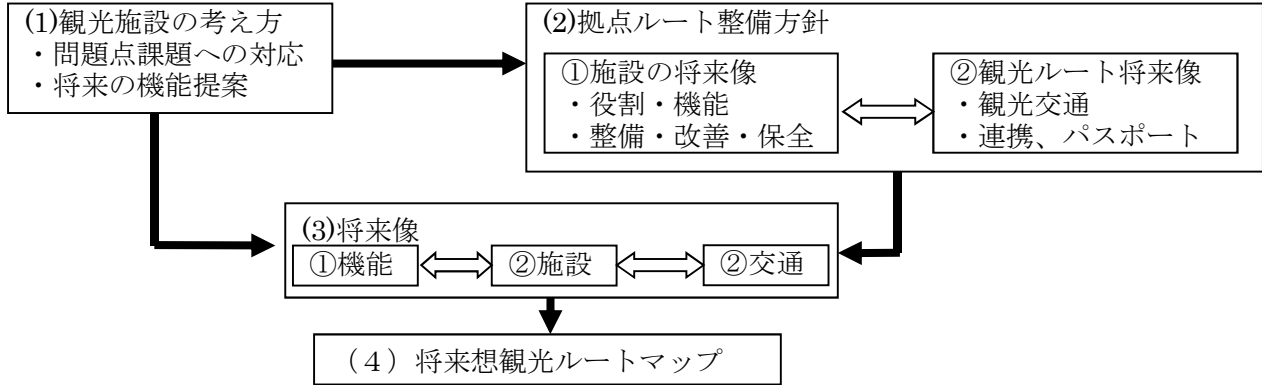 (1)観光施設の考え方
・問題点課題への対応
・将来の機能提案
(2)拠点ルート整備方針
①施設の将来像
・役割・機能
・整備・改善・保全
②観光ルート将来像
・観光交通
・連携、パスポート
(3)将来像
①機能
②施設
②交通
（４）将来想観光ルートマップ